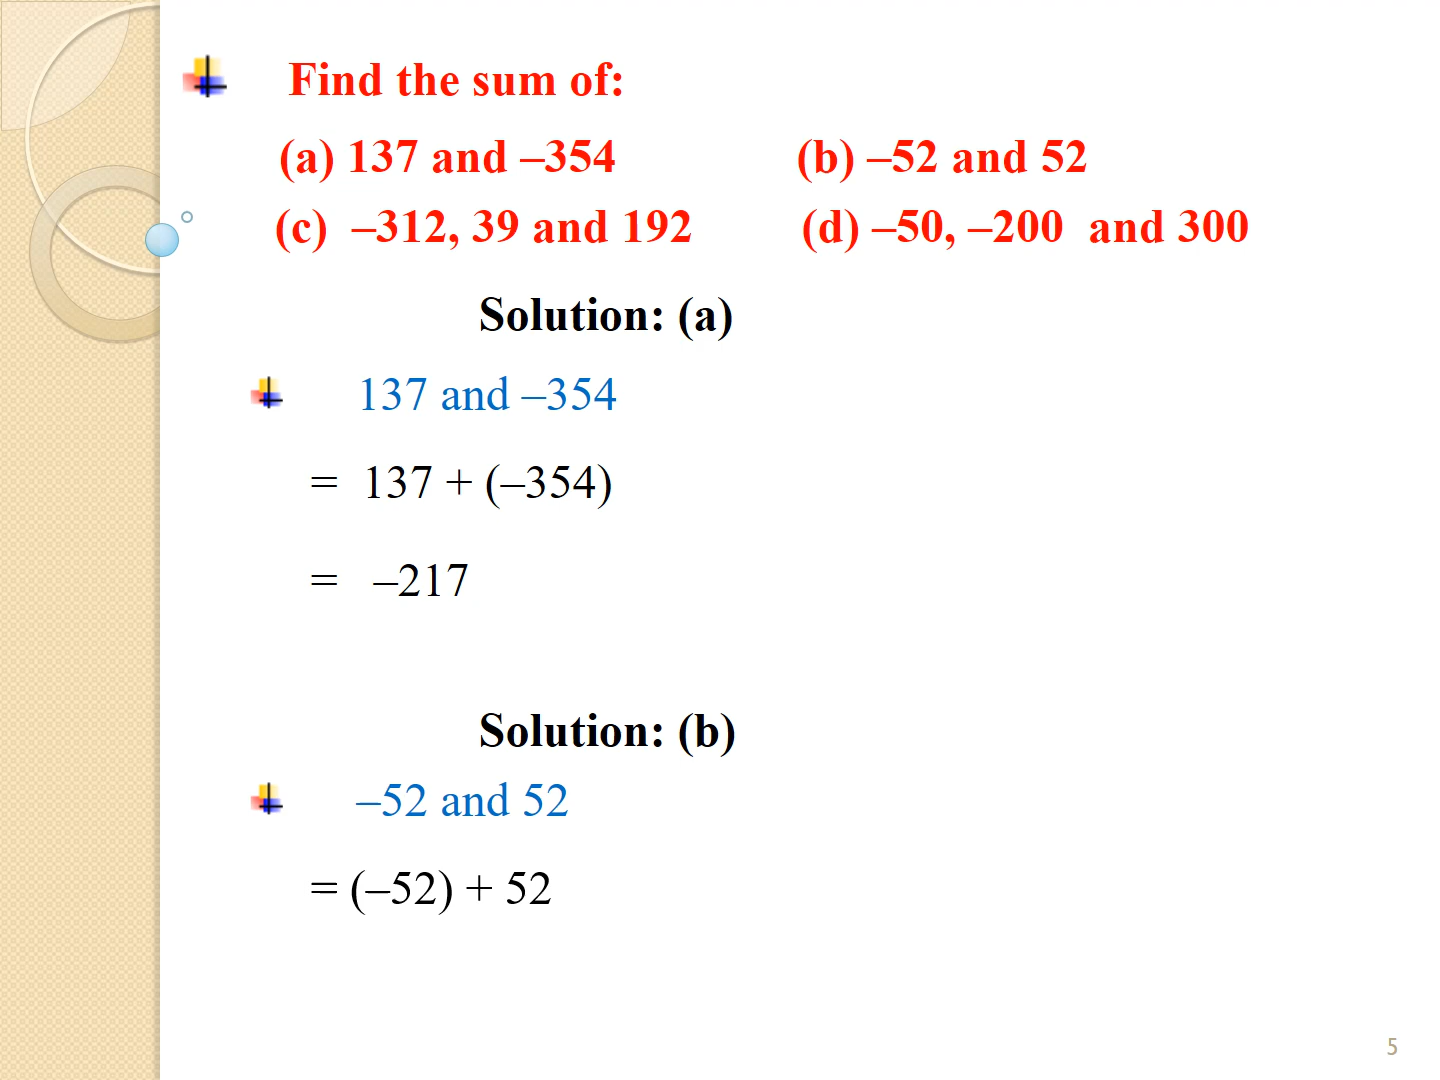 Find the sum of:
(a) 137 and –354 (b) –52 and 52
(c) –312, 39 and 192 (d) –50, –200 and 300
Solution: (a)
137 and –354
= 137 + (–354)
= –217
Solution: (b)
–52 and 52
= (–52) + 52
5